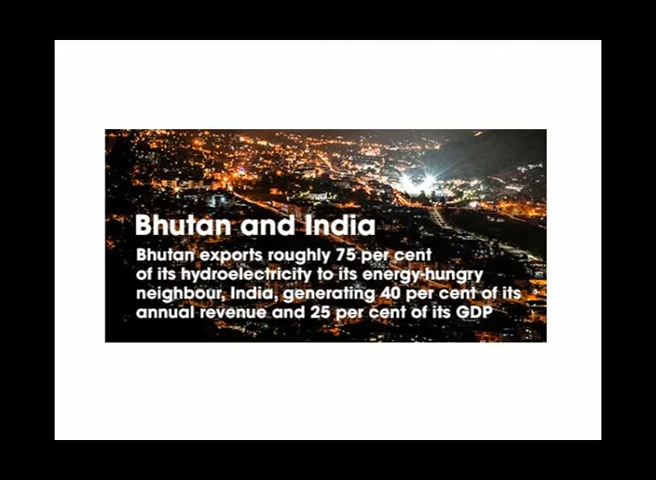 Bhutan and India
Bhutan exports roughly 75 per cent
of its hydroelectricity to its energy-hungry
neighbour, India, generating 40 per cent of its
annual revenue and 25 per cent of its GDP